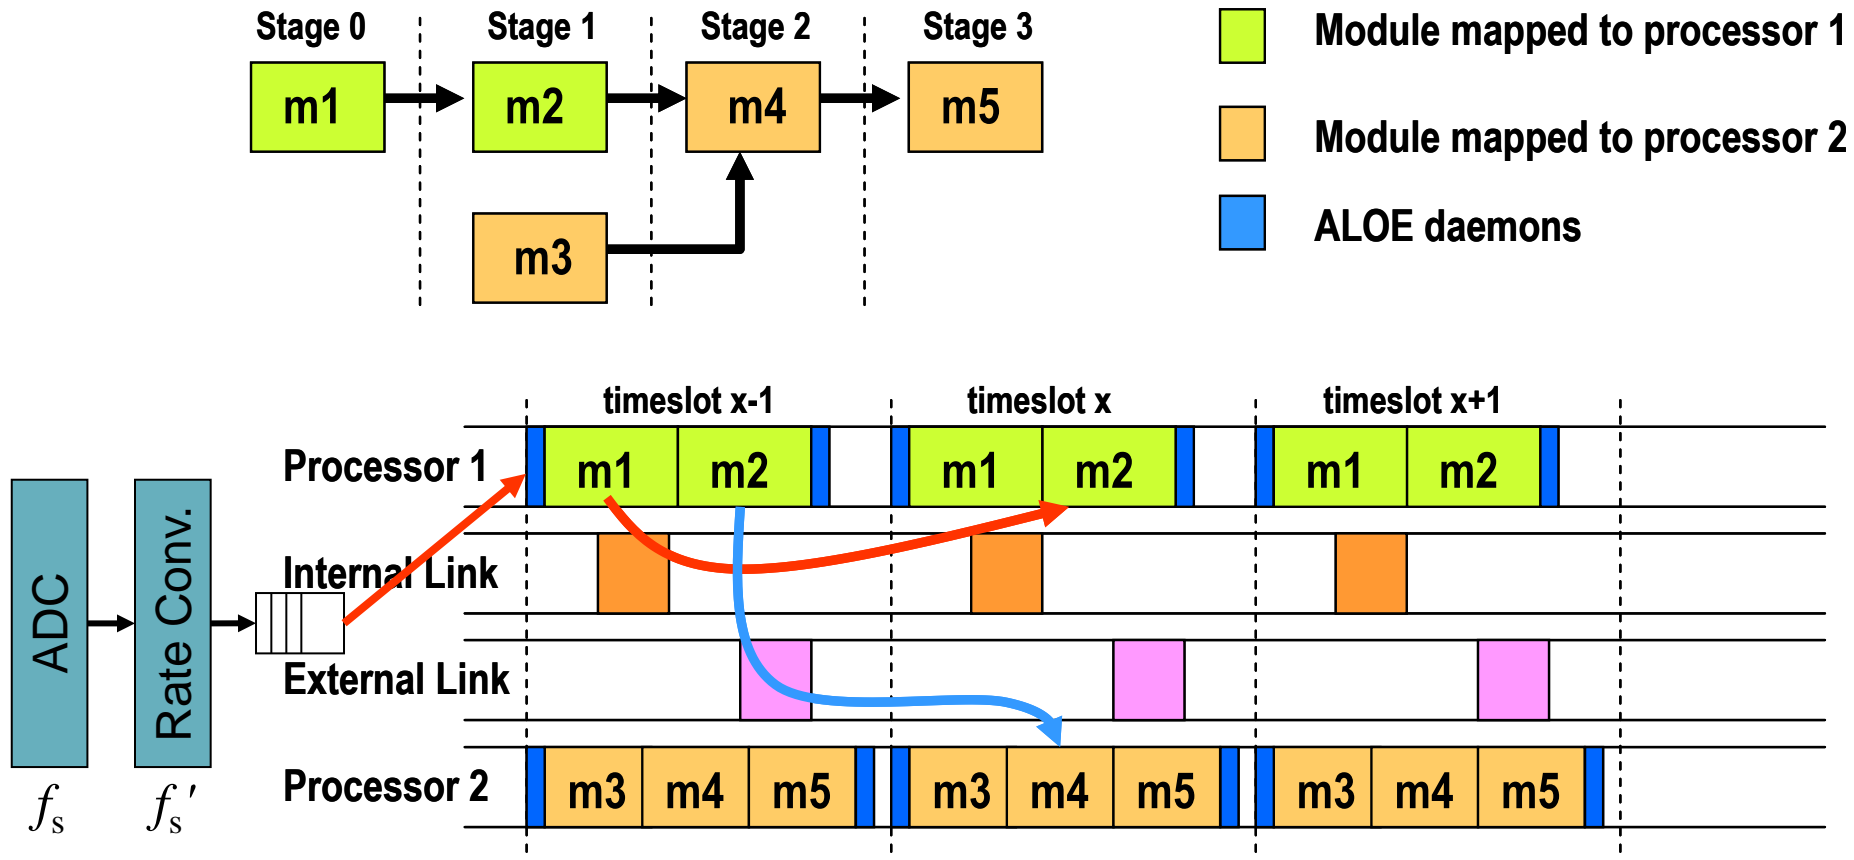 Stage 0
Stage 1
Stage 2
Stage 3
m1
m2
m4
m5
m3
Module mapped to processor 1
Module mapped to processor 2
ALOE daemons
timeslot x-1
timeslot x
timeslot x+1
Processor 1
m1
m2
m1
m2
m1
m2
Internal Link
External Link
Processor 2
m3
m4
m5
m3
m4
m5
m3
m4
m5
ADC
Rate Conv.
fs
fs'